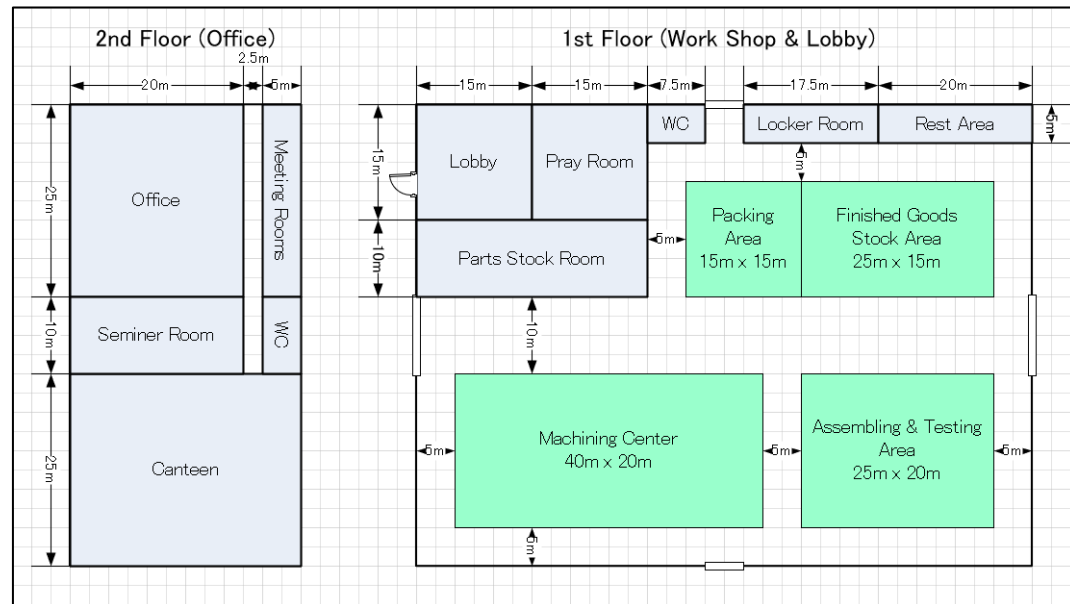 2nd Floor (Office)
1st Floor (Work Shop & Lobby)
2.5m
20m
5m
15m
15m
7.5m
17.5m
20m
25m
Office
Meeting Rooms
15m
Lobby
Pray Room
WC
Locker Room
Rest Area
5m
5m
Packing
Area
15m x 15m
Finished Goods
Stock Area
25m x 15m
10m
Parts Stock Room
5m
10m
Seminer Room
WC
10m
25m
Canteen
5m
Machining Center
40m x 20m
5m
Assembling & Testing
Area
25m x 20m
5m
5m